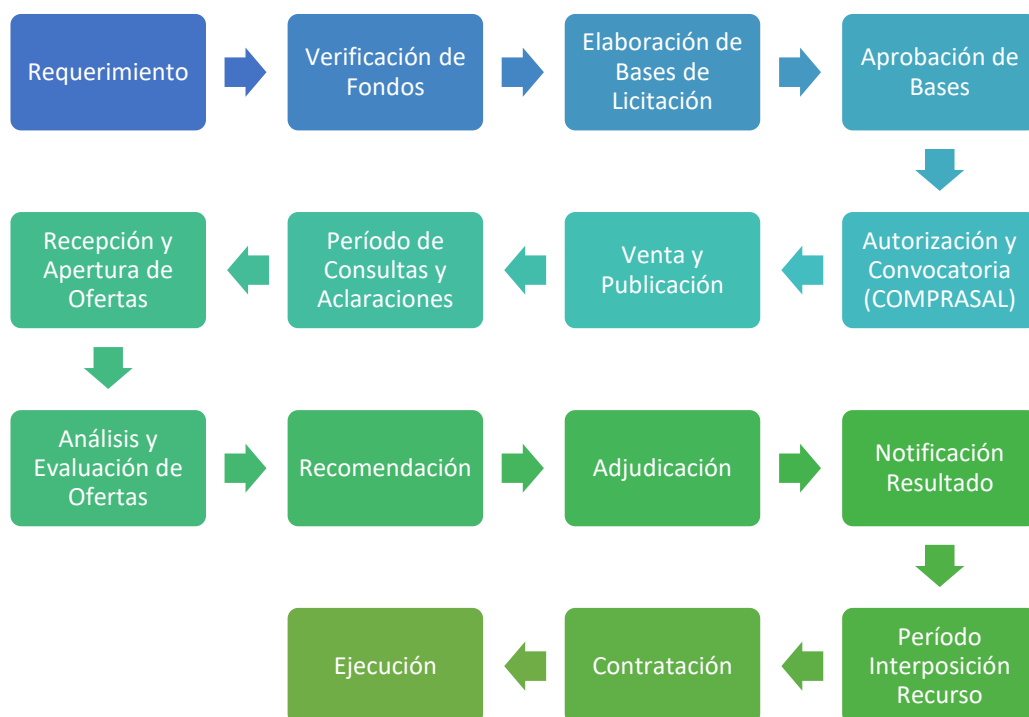 Requerimiento
Verificación de
Fondos
Elaboración de
Bases de
Licitación
Aprobación de
Bases
Autorización y
Convocatoria
(COMPRASAL)
Venta y
Publicación
Período de
Consultas y
Aclaraciones
Recepción y
Apertura de
Ofertas
Análisis y
Evaluación de
Ofertas
Recomendación
Adjudicación
Notificación
Resultado
Período
Interposición
Recurso
Contratación
Ejecución